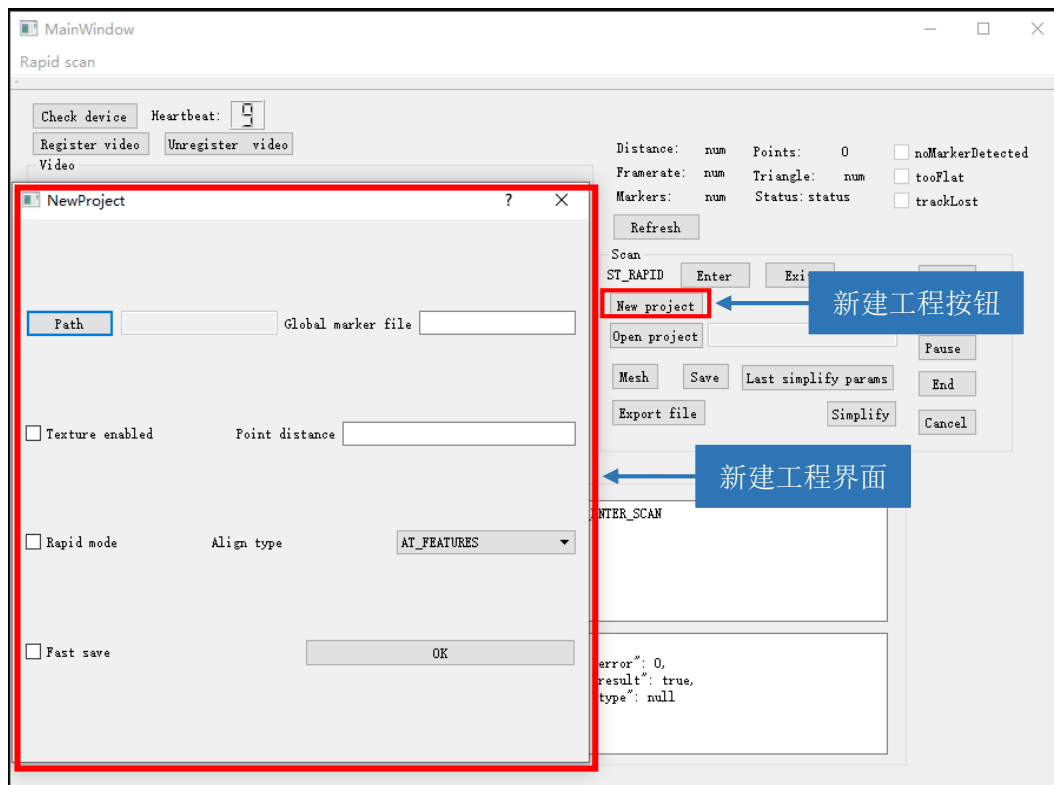 MainWindow
Rapid scan
Check device Heartbeat: 9
Register video Unregister video
Video
Distance: num Points: 0 noMarkerDetected
Framerate: num Triangle: num tooFlat
Markers: num Status: status trackLost
Refresh
Scan
ST_RAPID Enter
New project
Open project
Pause
Mesh Save Last simplify params End
Export file Simplify Cancel
新建工程按钮
新建工程界面
NewProject ?
Path Global marker file
Texture enabled Point distance
Rapid mode Align type AT_FEATURES
Fast save OK
ENTER_SCAN
error": 0,
result": true,
type": null